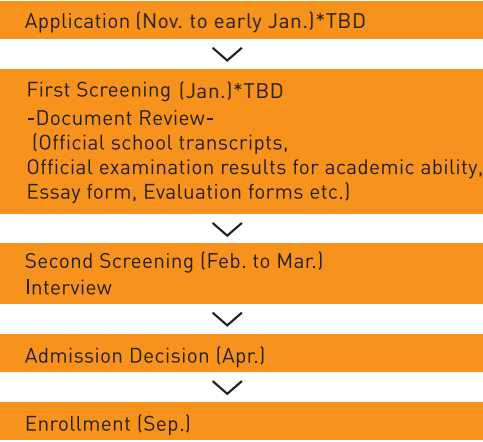 Application (Nov. to early Jan.)*TBD
First Screening (Jan.)*TBD
-Document Review-
(Official school transcripts,
Official examination results for academic ability,
Essay form, Evaluation forms etc.)
Second Screening (Feb. to Mar.)
Interview
Admission Decision (Apr.)
Enrollment (Sep.)